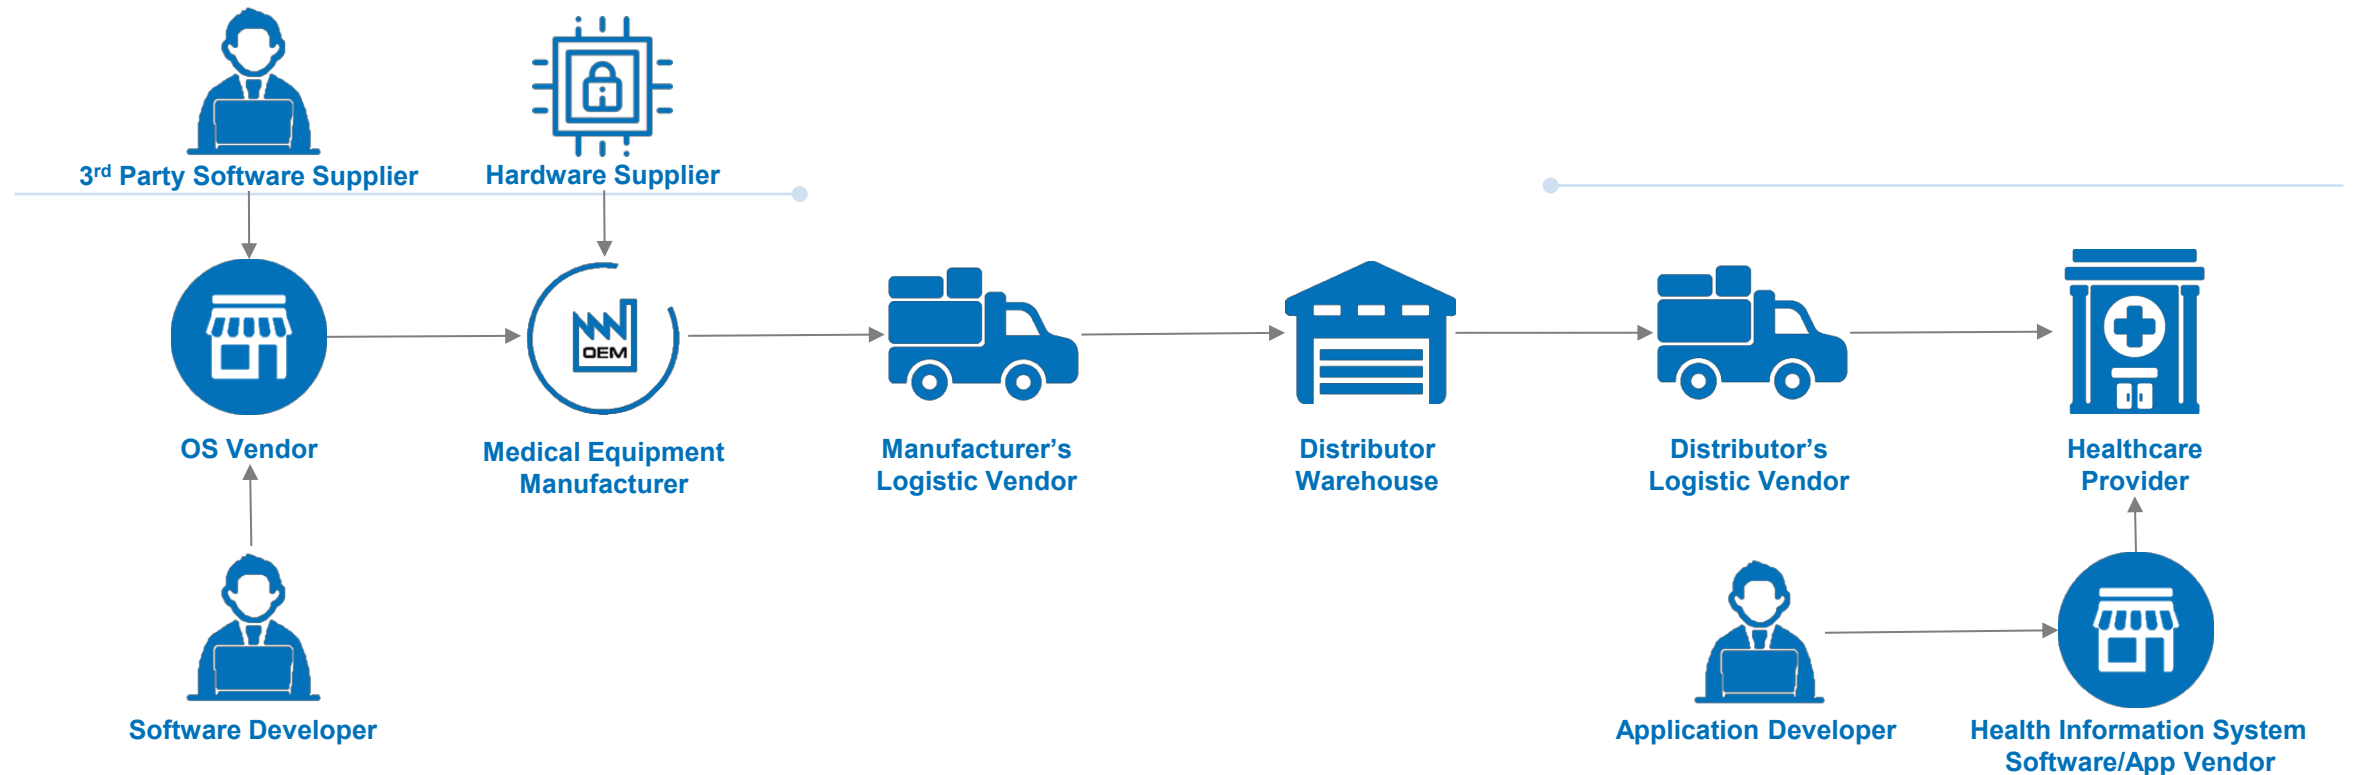 3rd Party Software Supplier
Hardware Supplier
OEM
OS Vendor
Medical Equipment
Manufacturer
Manufacturer’s
Logistic Vendor
Distributor
Warehouse
Distributor’s
Logistic Vendor
Healthcare
Provider
Software Developer
Application Developer
Health Information System
Software/App Vendor